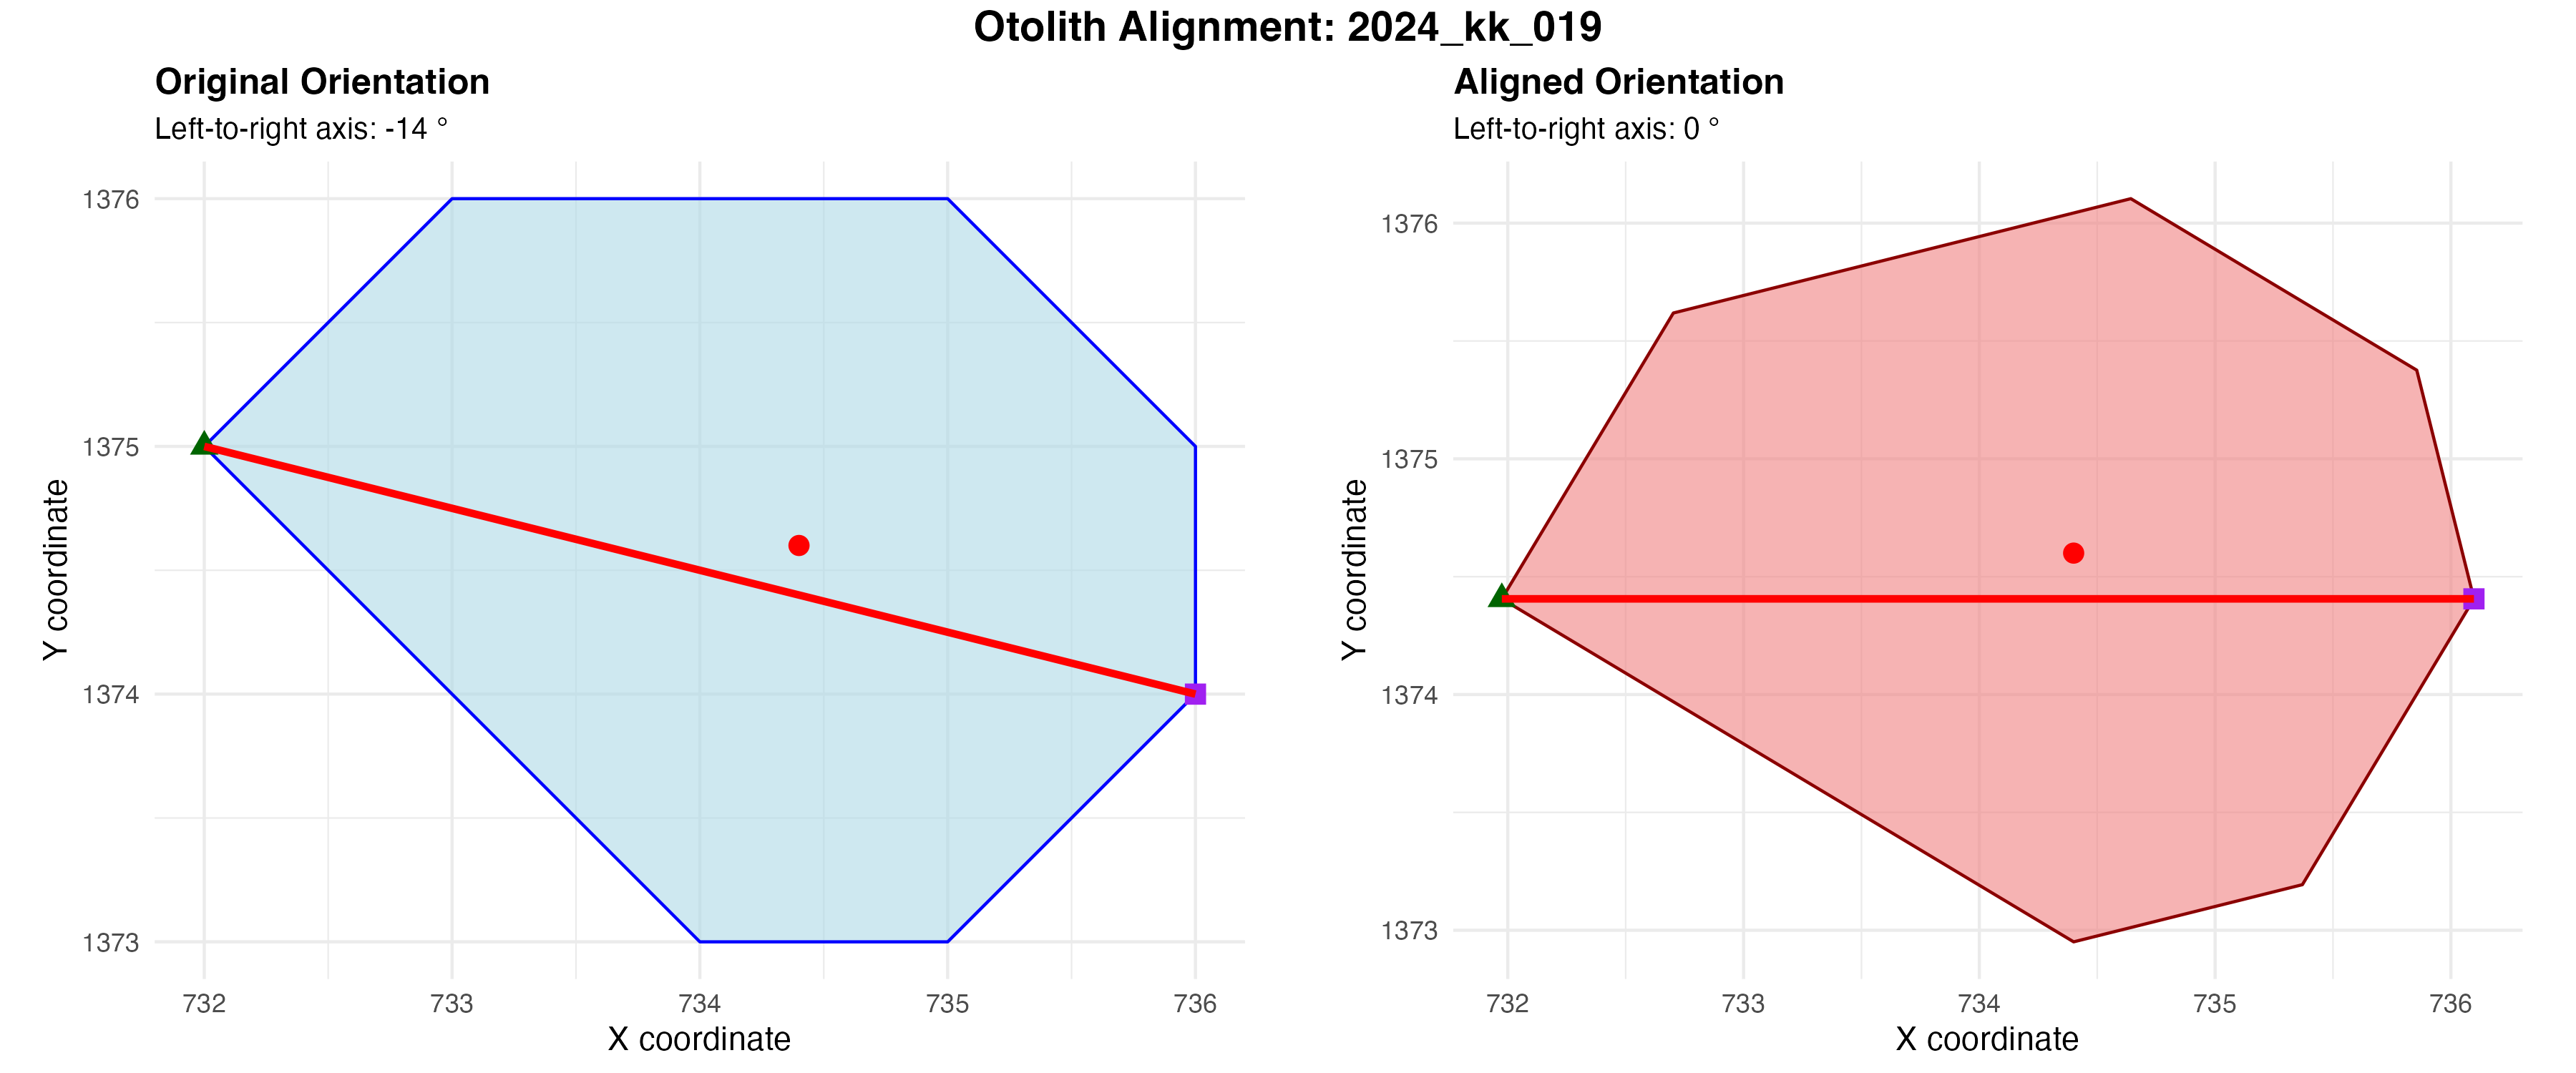 Otolith Alignment: 2024_kk_019
Original Orientation
Left-to-right axis: -14 °
1376
1375
1374
1373
Y coordinate
732 733 734 735 736
X coordinate
Aligned Orientation
Left-to-right axis: 0 °
1376
1375
1374
1373
Y coordinate
732 733 734 735 736
X coordinate